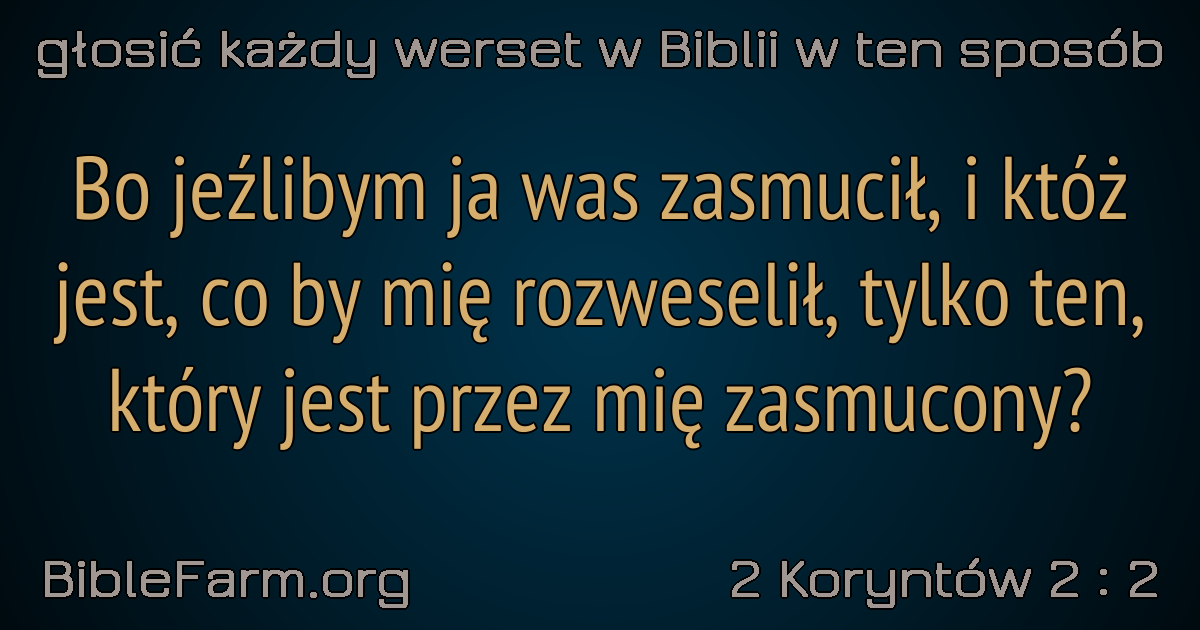 głosić każdy werset w Biblii w ten sposób
Bo jeźlibym ja was zasmucił, i któż
jest, co by mię rozweselił, tylko ten,
który jest przez mię zasmucony?
BibleFarm.org
2 Koryntów 2 : 2